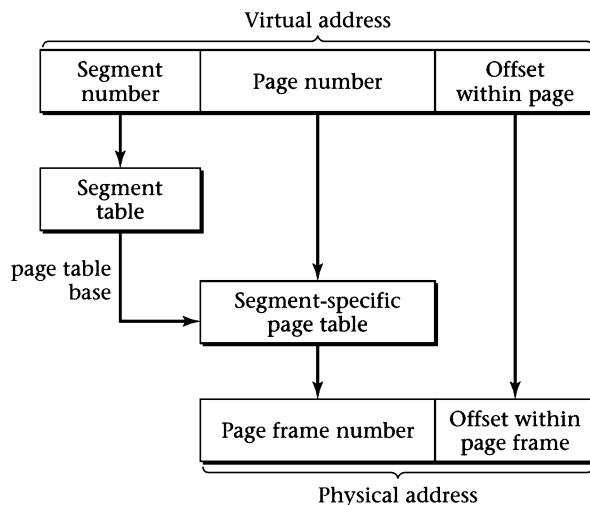 Virtual address
Segment
number
Page number
Offset
within page
Segment
table
page table
base
Segment-specific
page table
Page frame number
Offset within
page frame
Physical address